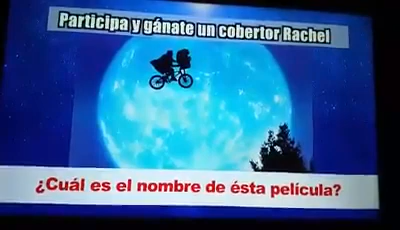 Participa y gánate un cobertor Rachel
¿Cuál es el nombre de ésta película?